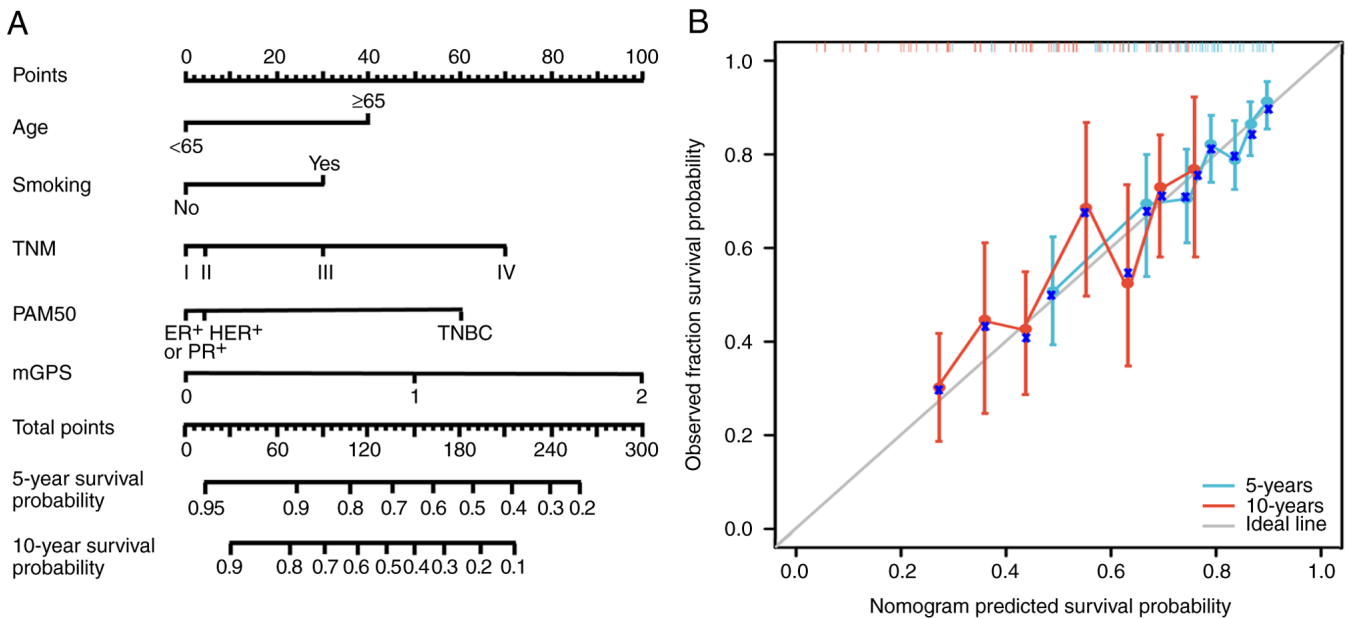 A
Points
0 20 40 60 80 100
Age
<65
≥65
Smoking
No
Yes
TNM
I II III IV
PAM50
ER⁺ HER⁺ TNBC
or PR⁺
mGPS
0 1 2
Total points
0 60 120 180 240 300
5-year survival
probability
0.95 0.9 0.8 0.7 0.6 0.5 0.4 0.3 0.2
10-year survival
probability
0.9 0.8 0.7 0.6 0.5 0.4 0.3 0.2 0.1
B
Observed fraction survival probability
1.0
0.8
0.6
0.4
0.2
0.0
5-years
10-years
Ideal line
0.0 0.2 0.4 0.6 0.8 1.0
Nomogram predicted survival probability